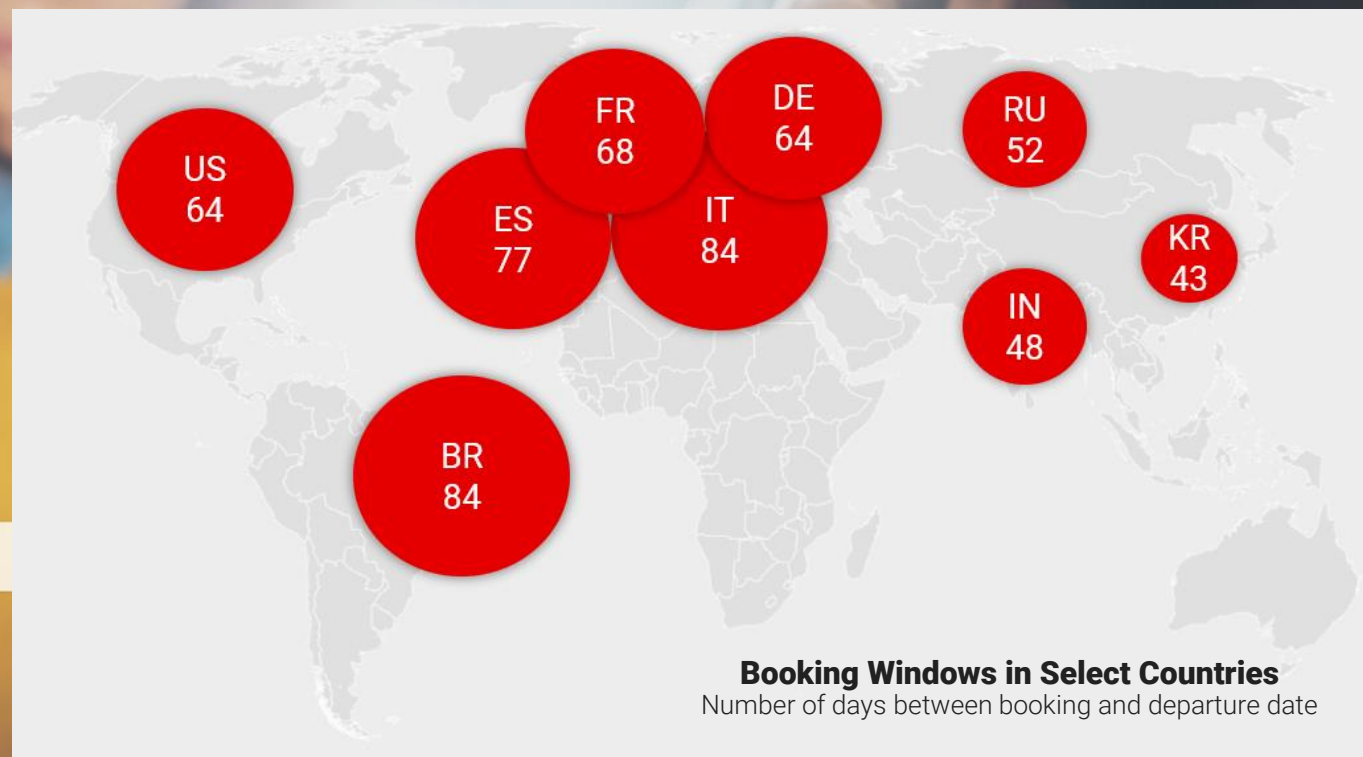 US
64
FR
68
DE
64
RU
52
ES
77
IT
84
KR
43
IN
48
BR
84
Booking Windows in Select Countries
Number of days between booking and departure date